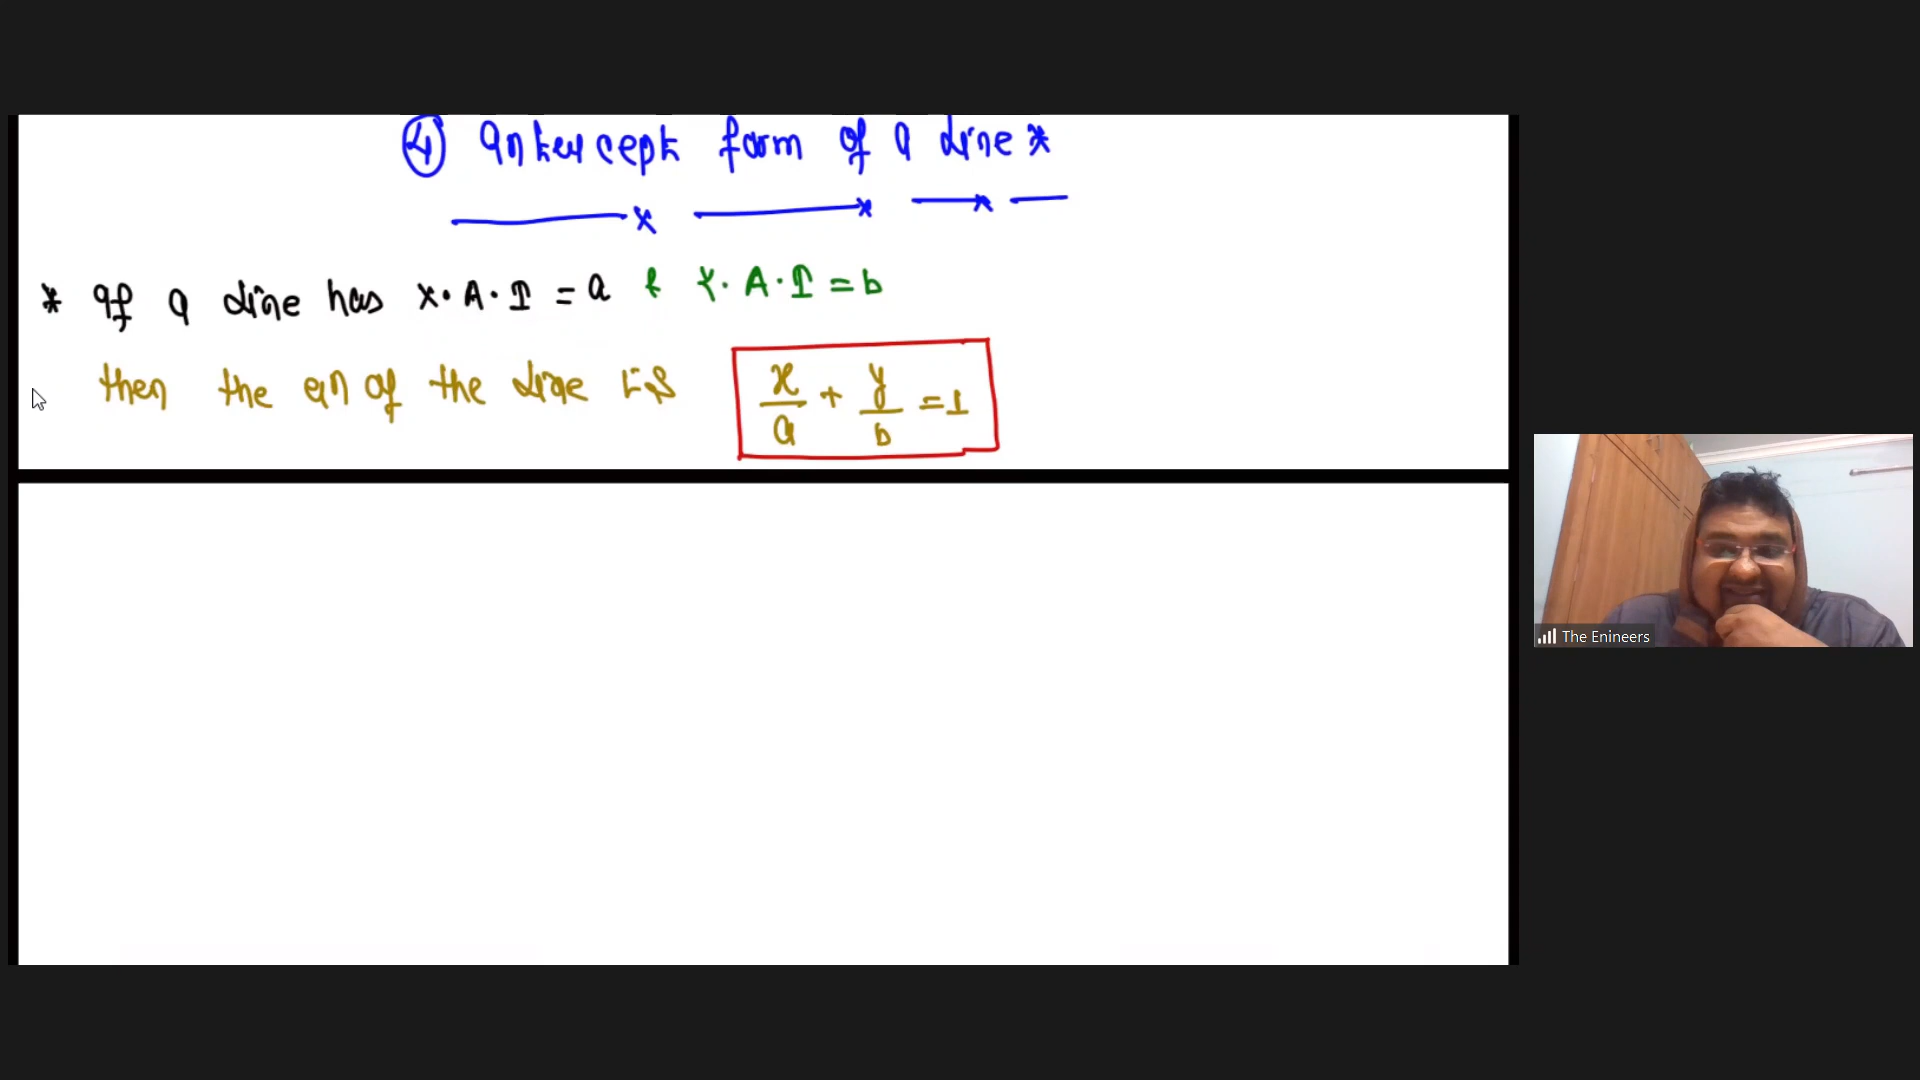 ④ Intercept form of a line *
* If a line has X.A.I = a & Y.A.I = b
then the eqn of the line is x/a + y/b = 1
The Enineers